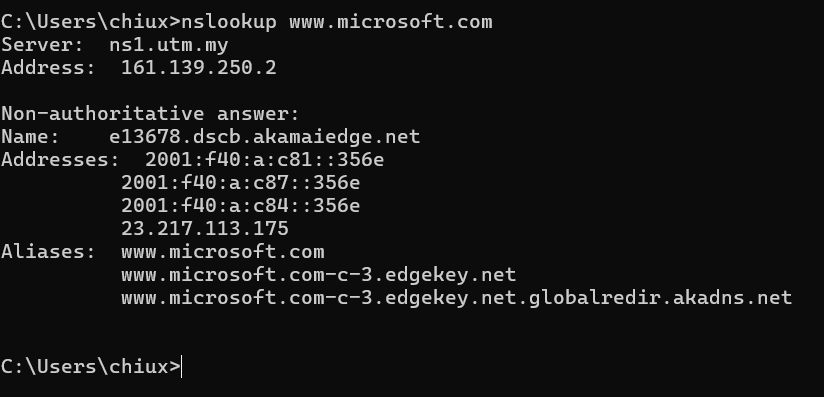 C:\Users\chiux>nslookup www.microsoft.com
Server:  ns1.utm.my
Address:  161.139.250.2

Non-authoritative answer:
Name:    e13678.dscb.akamaiedge.net
Addresses:  2001:f40:a:c81::356e
          2001:f40:a:c87::356e
          2001:f40:a:c84::356e
          23.217.113.175
Aliases:  www.microsoft.com
          www.microsoft.com-c-3.edgekey.net
          www.microsoft.com-c-3.edgekey.net.globalredir.akadns.net

C:\Users\chiux>